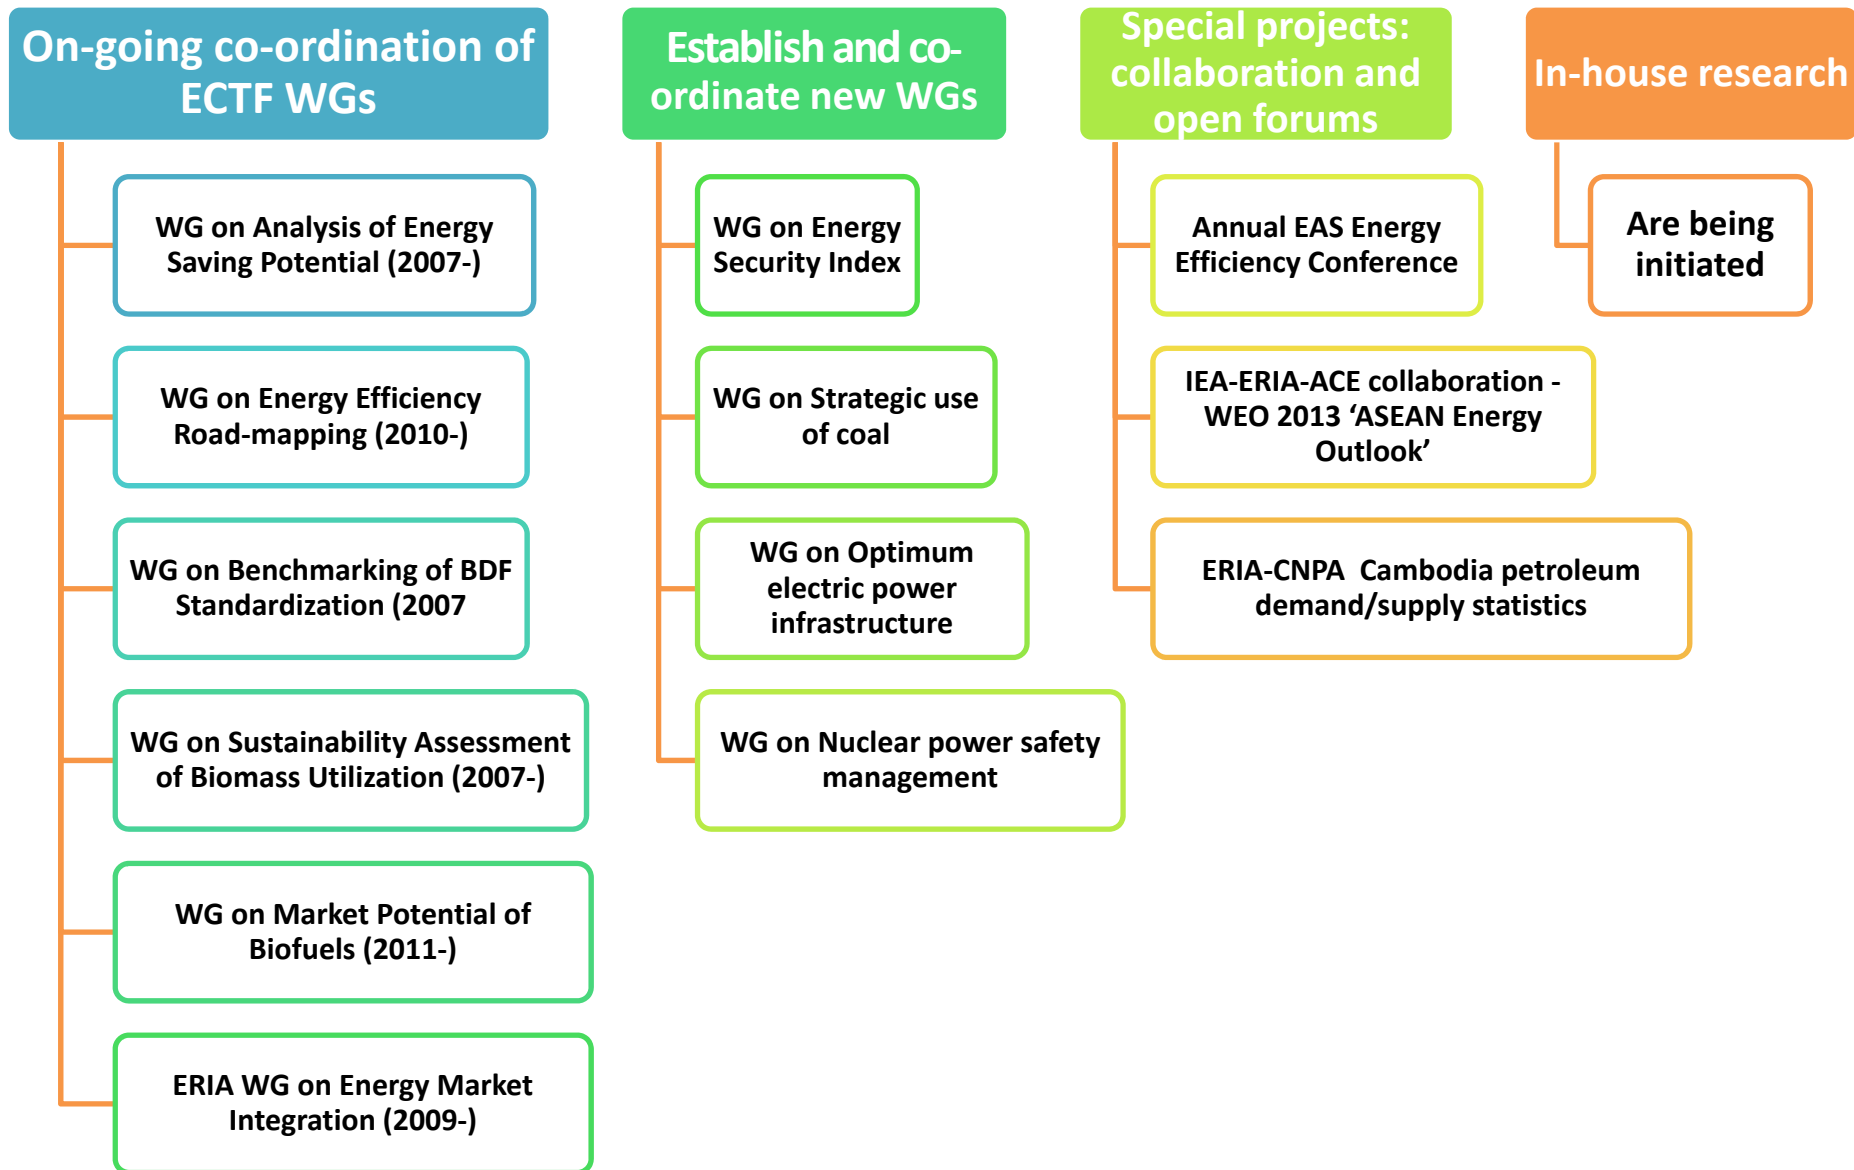 On-going co-ordination of
ECTF WGs
WG on Analysis of Energy
Saving Potential (2007-)
WG on Energy Efficiency
Road-mapping (2010-)
WG on Benchmarking of BDF
Standardization (2007
WG on Sustainability Assessment
of Biomass Utilization (2007-)
WG on Market Potential of
Biofuels (2011-)
ERIA WG on Energy Market
Integration (2009-)
Establish and co-
ordinate new WGs
WG on Energy
Security Index
WG on Strategic use
of coal
WG on Optimum
electric power
infrastructure
WG on Nuclear power safety
management
Special projects:
collaboration and
open forums
Annual EAS Energy
Efficiency Conference
IEA-ERIA-ACE collaboration -
WEO 2013 ‘ASEAN Energy
Outlook’
ERIA-CNPA  Cambodia petroleum
demand/supply statistics
In-house research
Are being
initiated